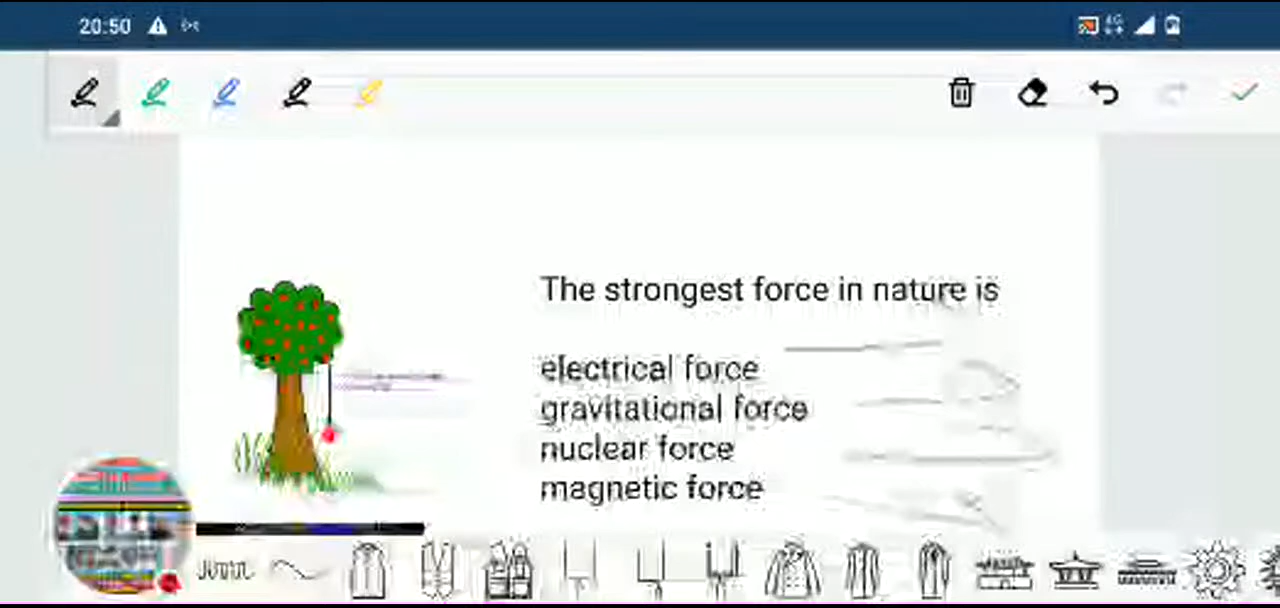 20:50
The strongest force in nature is
electrical force
gravitational force
nuclear force
magnetic force